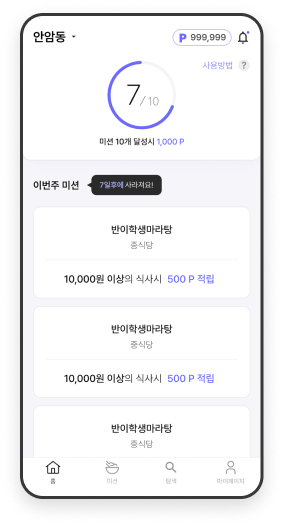 안암동
P 999,999
사용방법 ?
7/10
미션 10개 달성시 1,000 P
이번주 미션
7일후에 사라져요!
반이학생마라탕
중식당
10,000원 이상의 식사시 500 P 적립
반이학생마라탕
중식당
10,000원 이상의 식사시 500 P 적립
반이학생마라탕
중식당
홈
미션
탐색
마이페이지